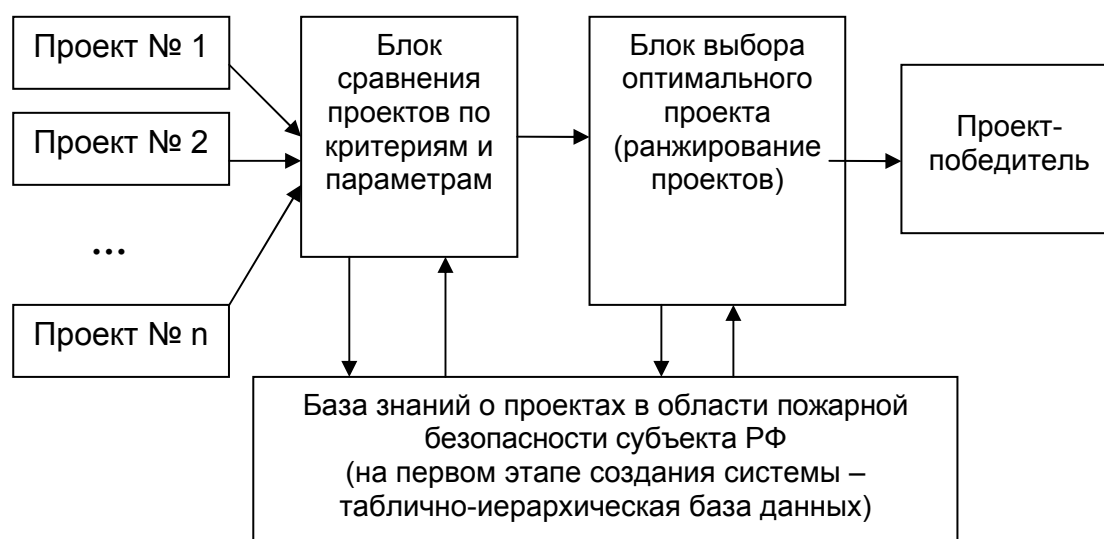 Проект № 1
Проект № 2
...
Проект № n
Блок
сравнения
проектов по
критериям и
параметрам
Блок выбора
оптимального
проекта
(ранжирование
проектов)
Проект-
победитель
База знаний о проектах в области пожарной
безопасности субъекта РФ
(на первом этапе создания системы –
таблично-иерархическая база данных)